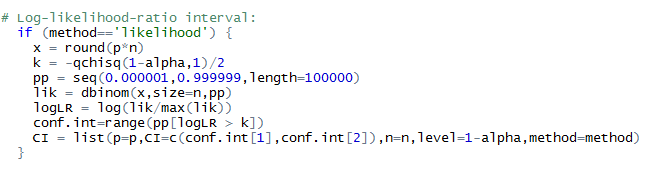 # Log-likelihood-ratio interval:
if (method=='likelihood') {
x = round(p*n)
k = -qchisq(1-alpha,1)/2
pp = seq(0.000001,0.999999,length=100000)
lik = dbinom(x,size=n,pp)
logLR = log(lik/max(lik))
conf.int=range(pp[logLR > k])
CI = list(p=p,CI=c(conf.int[1],conf.int[2]),n=n,level=1-alpha,method=method)
}